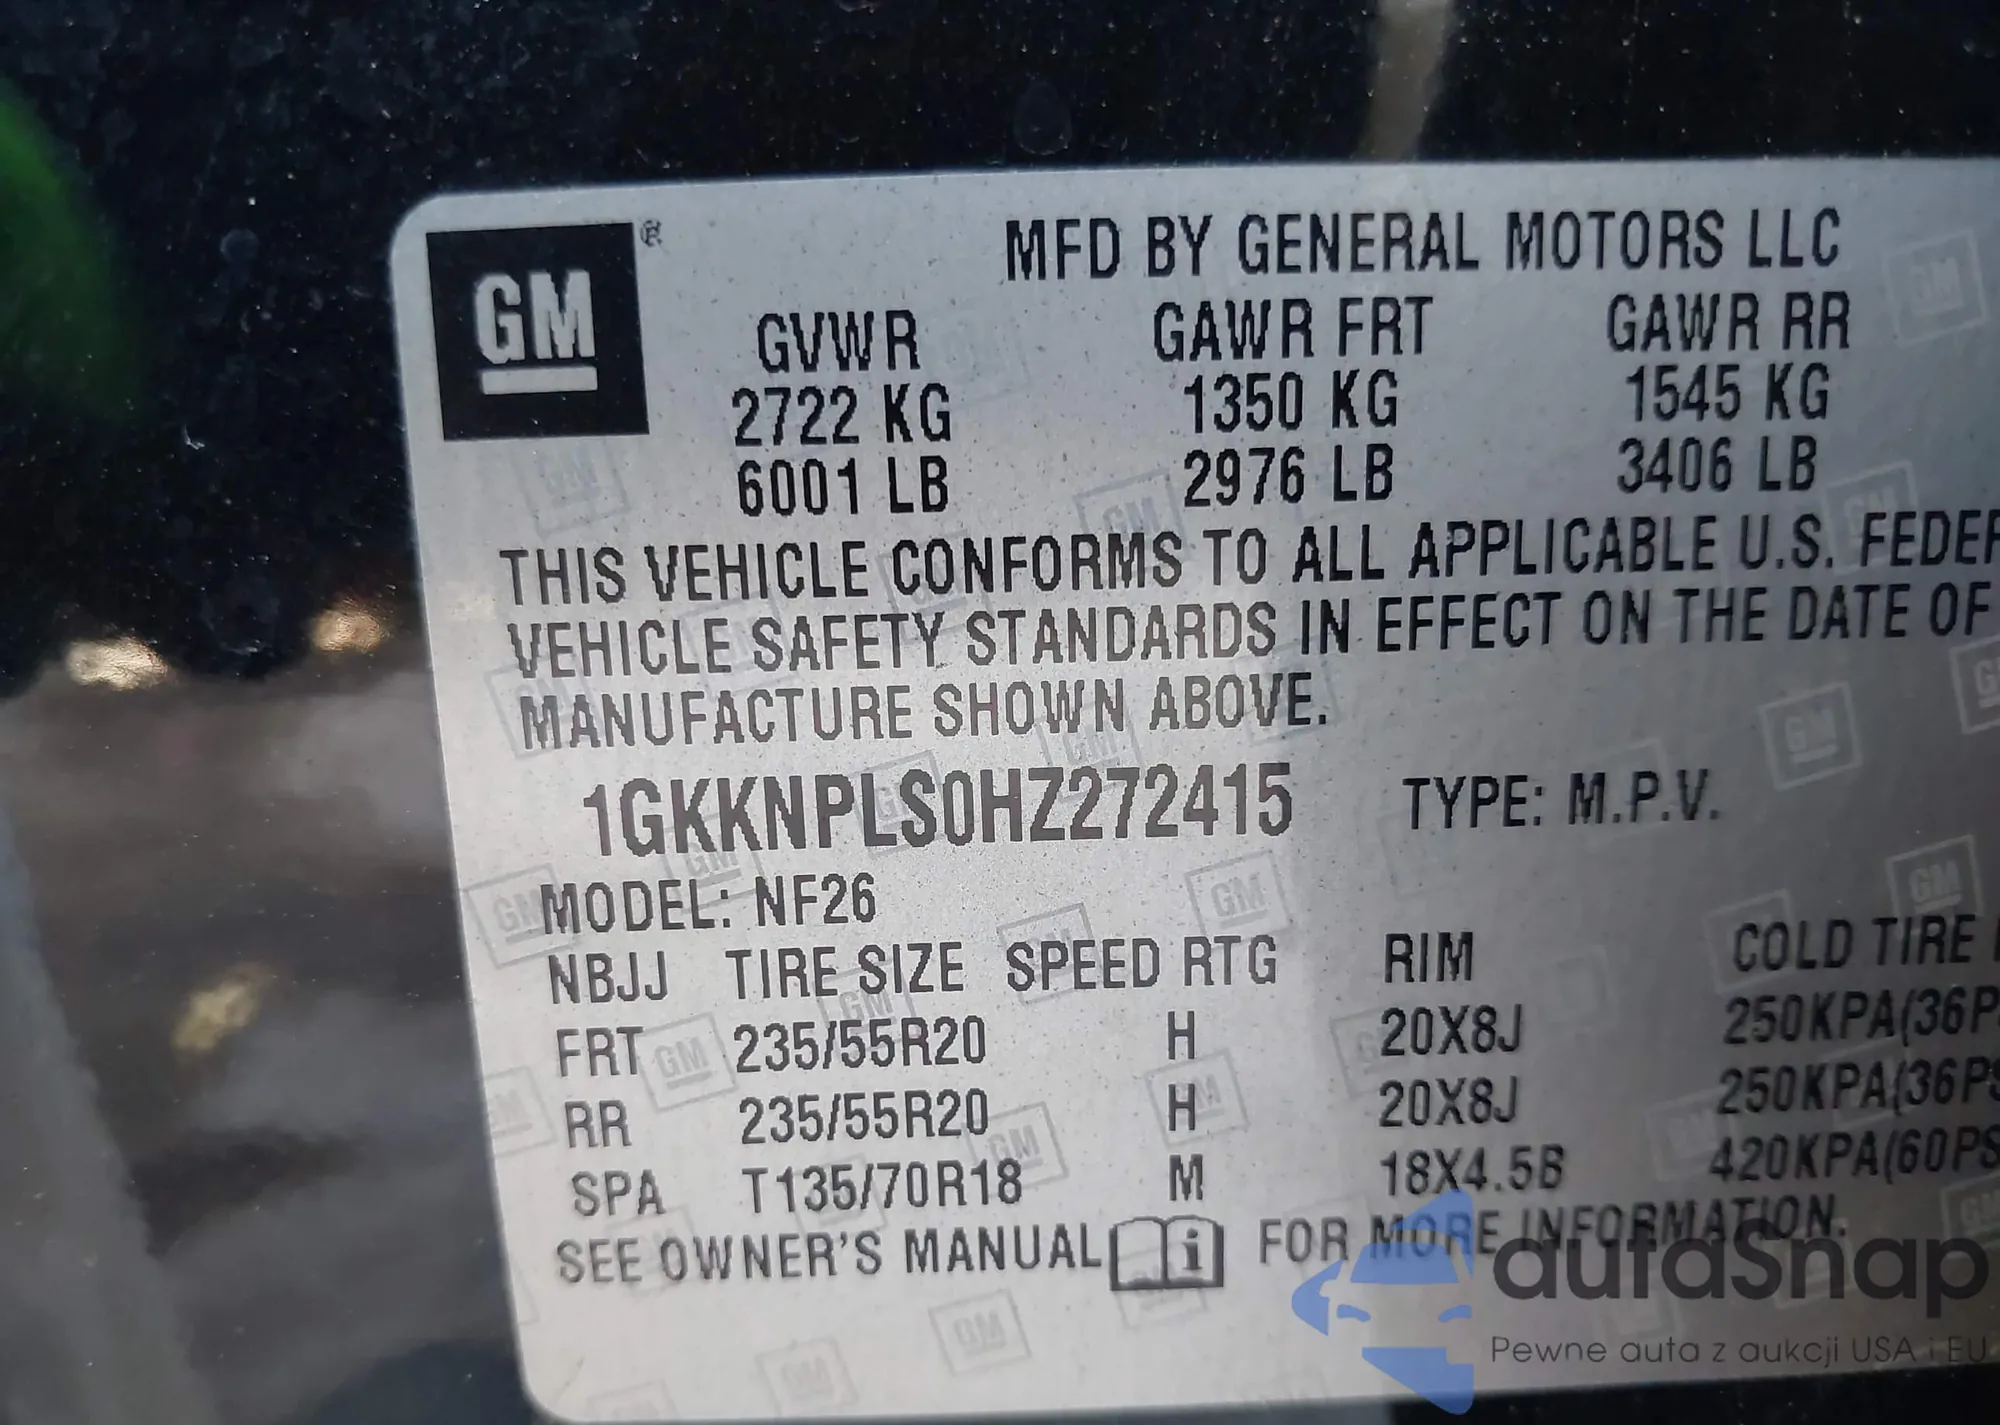 GM ®
MFD BY GENERAL MOTORS LLC
GVWR GAWR FRT GAWR RR
2722 KG 1350 KG 1545 KG
6001 LB 2976 LB 3406 LB
THIS VEHICLE CONFORMS TO ALL APPLICABLE U.S. FEDER
VEHICLE SAFETY STANDARDS IN EFFECT ON THE DATE OF
MANUFACTURE SHOWN ABOVE.
1GKKNPLS0HZ272415 TYPE: M.P.V.
MODEL: NF26
NBJJ TIRE SIZE SPEED RTG RIM COLD TIRE
FRT 235/55R20 H 20X8J 250KPA(36P
RR 235/55R20 H 20X8J 250KPA(36PS
SPA T135/70R18 M 18X4.5B 420KPA(60PS
SEE OWNER'S MANUAL i FOR MORE INFORMATION.
autaSnap
Pewne auta z aukcji USA i EU